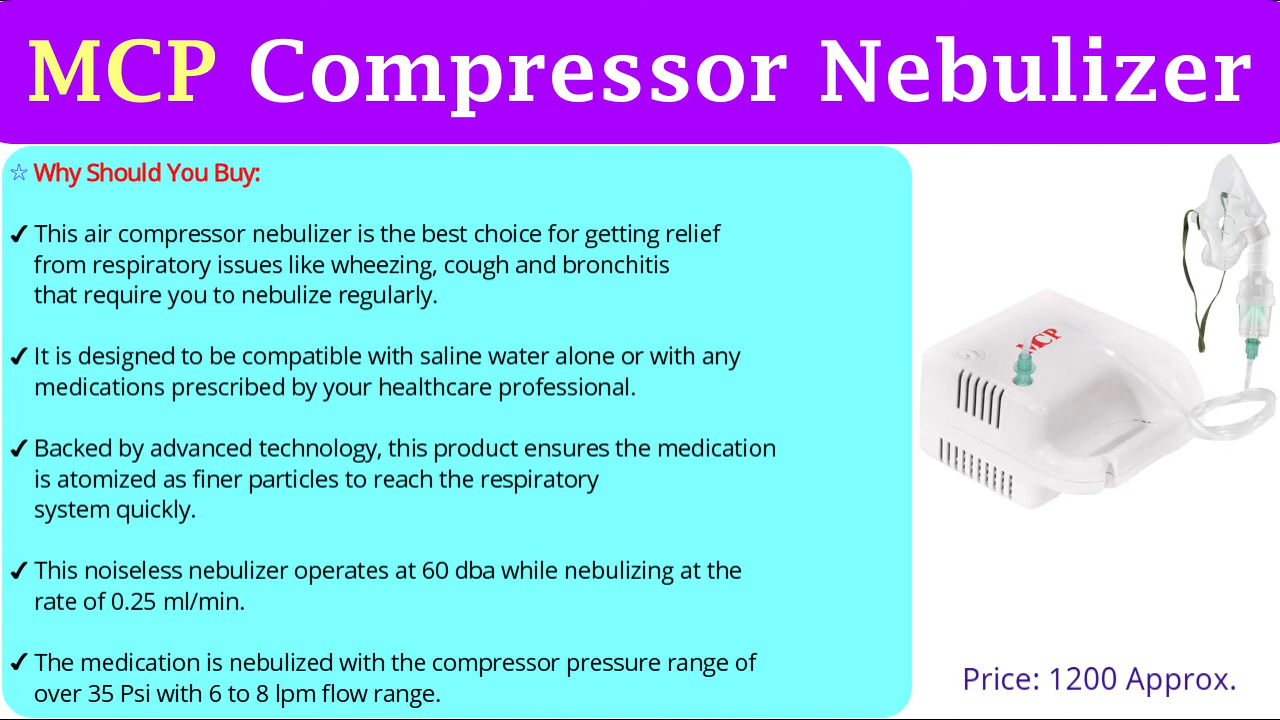 MCP Compressor Nebulizer
☆ Why Should You Buy:
✔ This air compressor nebulizer is the best choice for getting relief
from respiratory issues like wheezing, cough and bronchitis
that require you to nebulize regularly.
✔ It is designed to be compatible with saline water alone or with any
medications prescribed by your healthcare professional.
✔ Backed by advanced technology, this product ensures the medication
is atomized as finer particles to reach the respiratory
system quickly.
✔ This noiseless nebulizer operates at 60 dba while nebulizing at the
rate of 0.25 ml/min.
✔ The medication is nebulized with the compressor pressure range of
over 35 Psi with 6 to 8 lpm flow range.
MCP
Price: 1200 Approx.